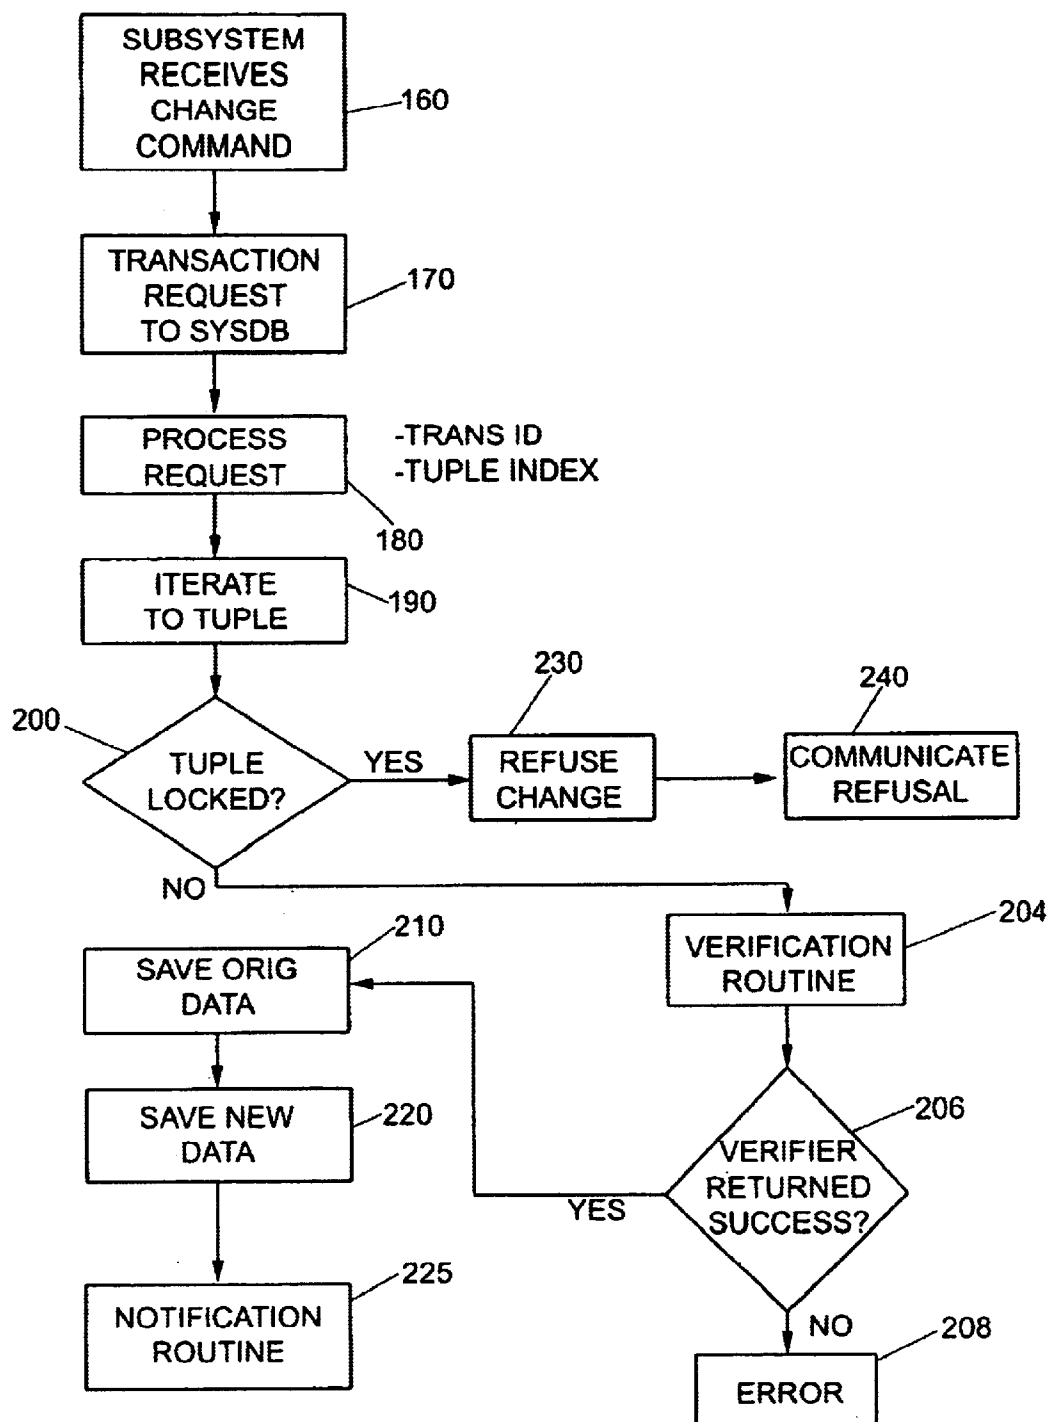 SUBSYSTEM
RECEIVES
CHANGE
COMMAND
160
TRANSACTION
REQUEST
TO SYSDB
170
PROCESS
REQUEST
-TRANS ID
-TUPLE INDEX
180
ITERATE
TO TUPLE
190
200
TUPLE
LOCKED?
YES
230
REFUSE
CHANGE
240
COMMUNICATE
REFUSAL
NO
204
VERIFICATION
ROUTINE
210
SAVE ORIG
DATA
206
VERIFIER
RETURNED
SUCCESS?
YES
220
SAVE NEW
DATA
225
NOTIFICATION
ROUTINE
NO
208
ERROR